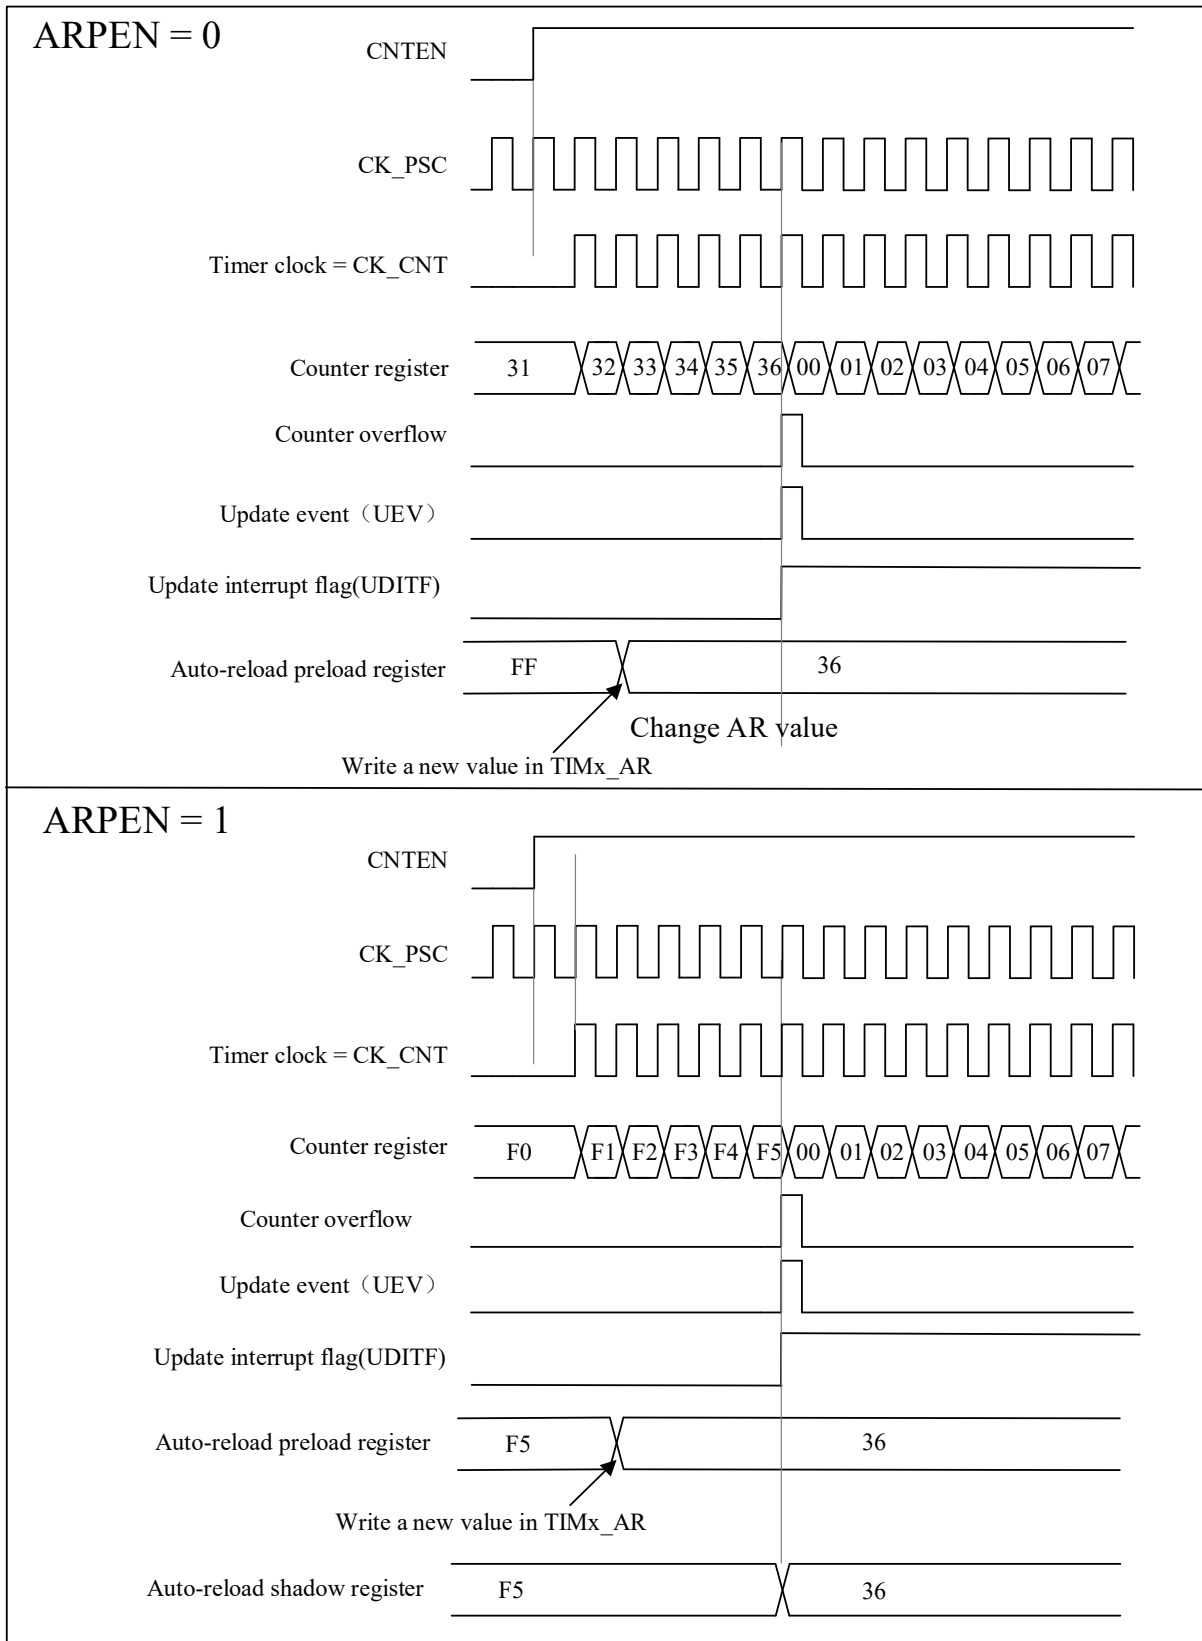 ARPEN = 0
CNTEN
CK_PSC
Timer clock = CK_CNT
Counter register 31 32 33 34 35 36 00 01 02 03 04 05 06 07
Counter overflow
Update event（UEV）
Update interrupt flag(UDITF)
Auto-reload preload register FF 36
Change AR value
Write a new value in TIMx_AR
ARPEN = 1
CNTEN
CK_PSC
Timer clock = CK_CNT
Counter register F0 F1 F2 F3 F4 F5 00 01 02 03 04 05 06 07
Counter overflow
Update event（UEV）
Update interrupt flag(UDITF)
Auto-reload preload register F5 36
Write a new value in TIMx_AR
Auto-reload shadow register F5 36